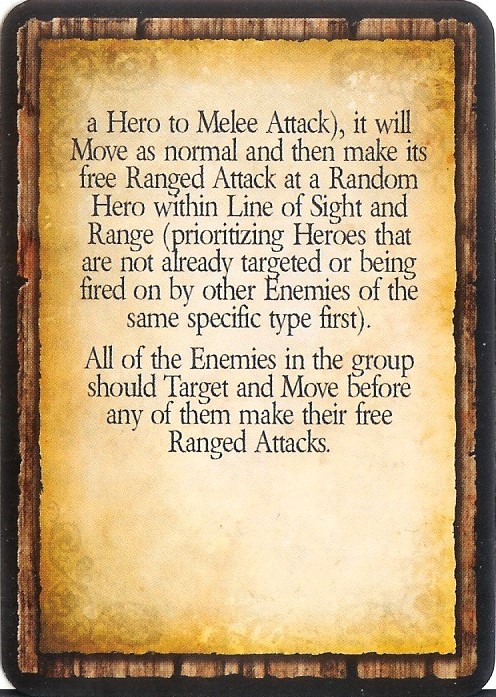 a Hero to Melee Attack), it will
Move as normal and then make its
free Ranged Attack at a Random
Hero within Line of Sight and
Range (prioritizing Heroes that
are not already targeted or being
fired on by other Enemies of the
same specific type first).
All of the Enemies in the group
should Target and Move before
any of them make their free
Ranged Attacks.